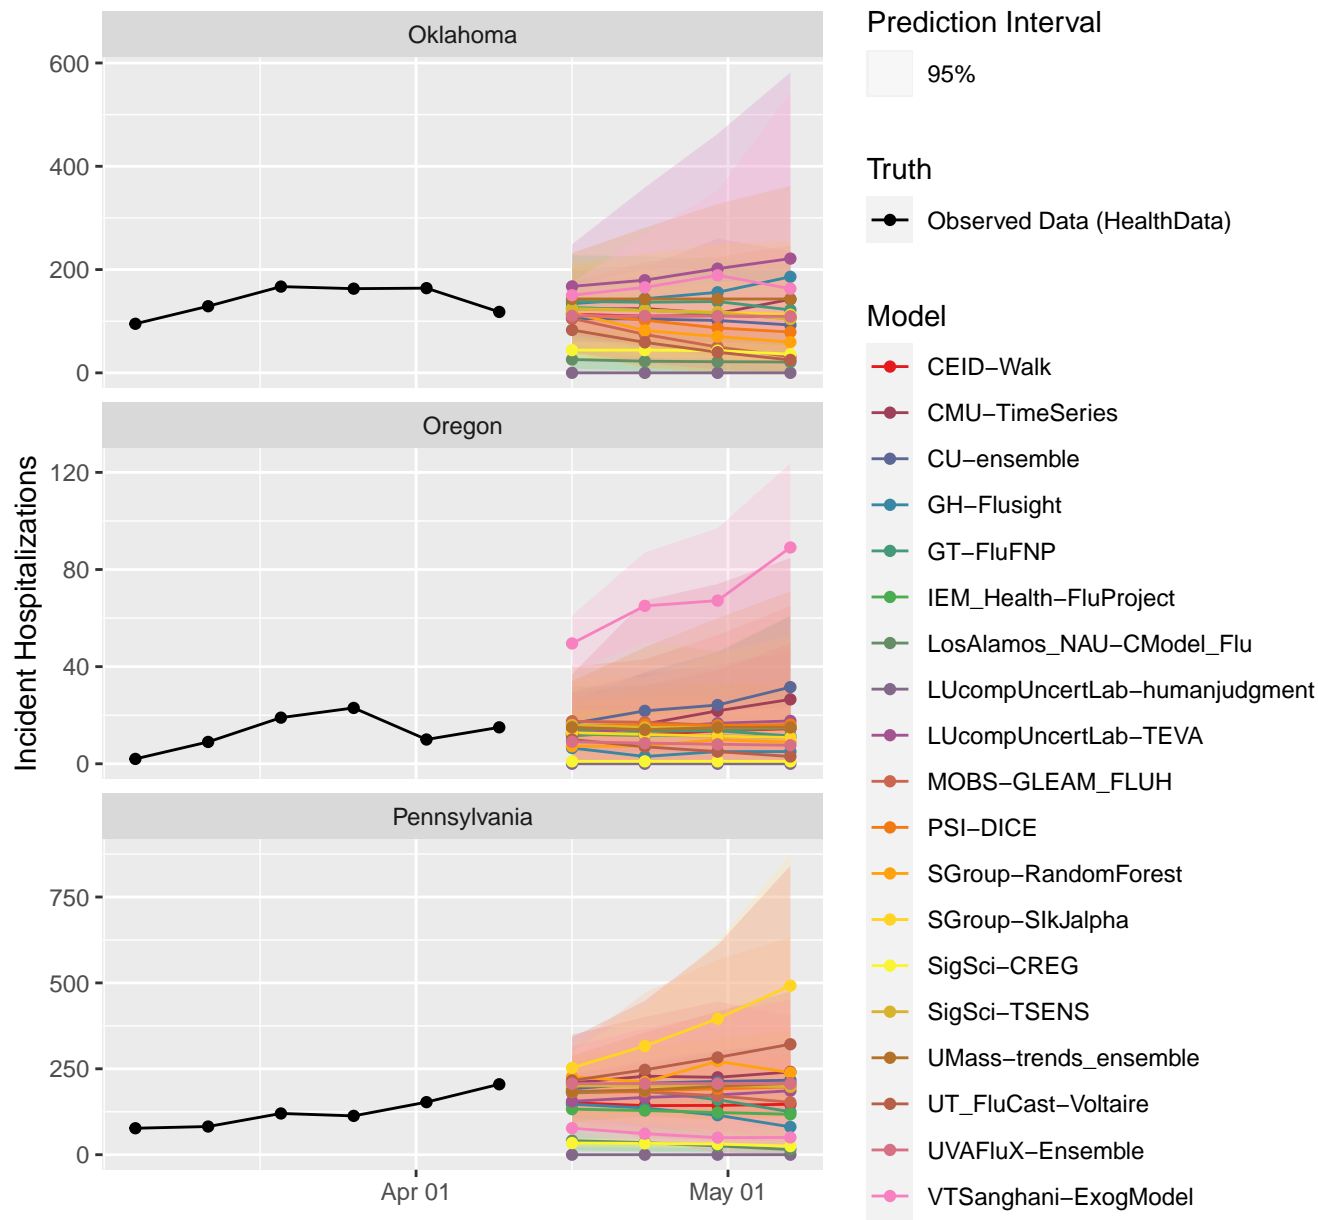 Oklahoma
600
400
200
0
Oregon
120
80
40
0
Pennsylvania
750
500
250
0
Apr 01
May 01
Incident Hospitalizations
Prediction Interval
95%
Truth
Observed Data (HealthData)
Model
CEID−Walk
CMU−TimeSeries
CU−ensemble
GH−Flusight
GT−FluFNP
IEM_Health−FluProject
LosAlamos_NAU−CModel_Flu
LUcompUncertLab−humanjudgment
LUcompUncertLab−TEVA
MOBS−GLEAM_FLUH
PSI−DICE
SGroup−RandomForest
SGroup−SIkJalpha
SigSci−CREG
SigSci−TSENS
UMass−trends_ensemble
UT_FluCast−Voltaire
UVAFluX−Ensemble
VTSanghani−ExogModel